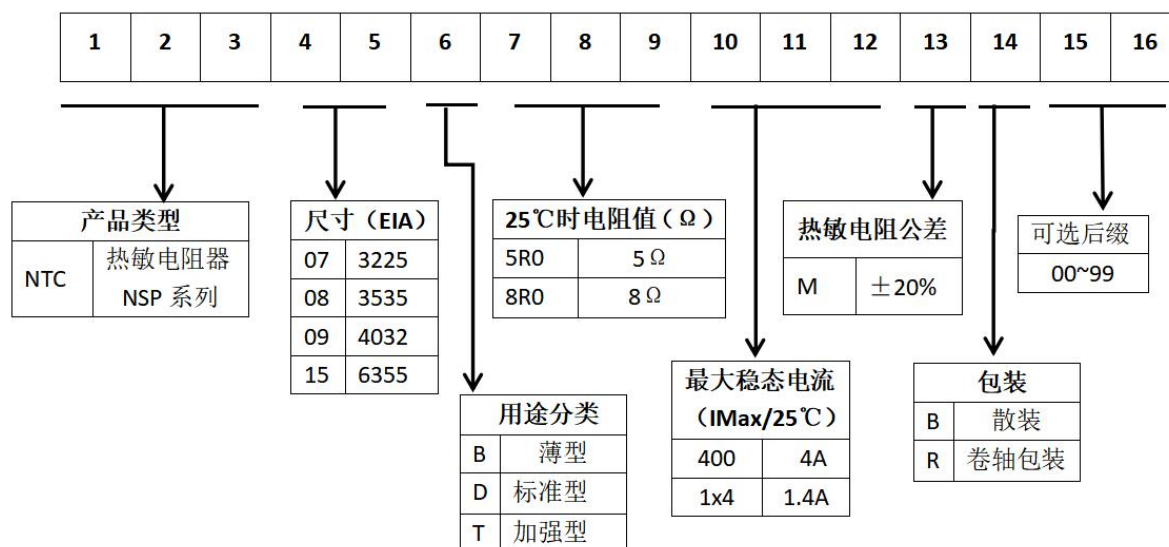 1 2 3 4 5 6 7 8 9 10 11 12 13 14 15 16
产品类型
NTC 热敏电阻器
NSP 系列
尺寸（EIA）
07 3225
08 3535
09 4032
15 6355
用途分类
B 薄型
D 标准型
T 加强型
25℃时电阻值（Ω）
5R0 5Ω
8R0 8Ω
最大稳态电流
（IMax/25℃）
400 4A
1x4 1.4A
热敏电阻公差
M ±20%
包装
B 散装
R 卷轴包装
可选后缀
00~99